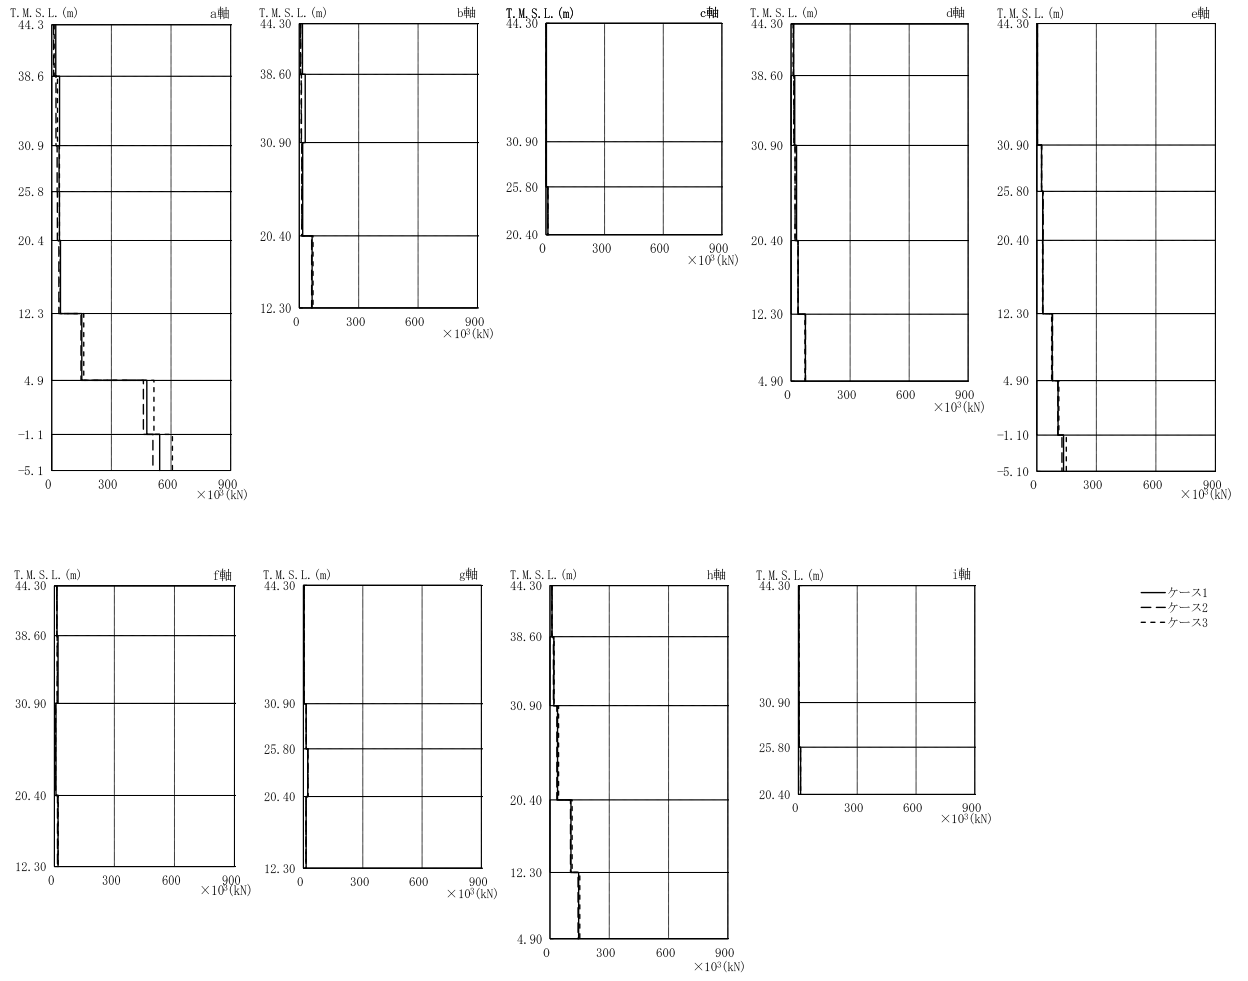 T.M.S.L.(m) a軸
44.3
38.6
30.9
25.8
20.4
12.3
4.9
-1.1
-5.1
0 300 600 900
×10³(kN)
T.M.S.L.(m) b軸
44.30
38.60
30.90
20.40
12.30
0 300 600 900
×10³(kN)
T.M.S.L.(m) c軸
44.30
30.90
25.80
20.40
0 300 600 900
×10³(kN)
T.M.S.L.(m) d軸
44.30
38.60
30.90
20.40
12.30
4.90
0 300 600 900
×10³(kN)
T.M.S.L.(m) e軸
44.30
30.90
25.80
20.40
12.30
4.90
-1.10
-5.10
0 300 600 900
×10³(kN)
T.M.S.L.(m) f軸
44.30
38.60
30.90
20.40
12.30
0 300 600 900
×10³(kN)
T.M.S.L.(m) g軸
44.30
30.90
25.80
20.40
12.30
0 300 600 900
×10³(kN)
T.M.S.L.(m) h軸
44.30
38.60
30.90
20.40
12.30
4.90
0 300 600 900
×10³(kN)
T.M.S.L.(m) i軸
44.30
30.90
25.80
20.40
0 300 600 900
×10³(kN)
ケース1
ケース2
ケース3